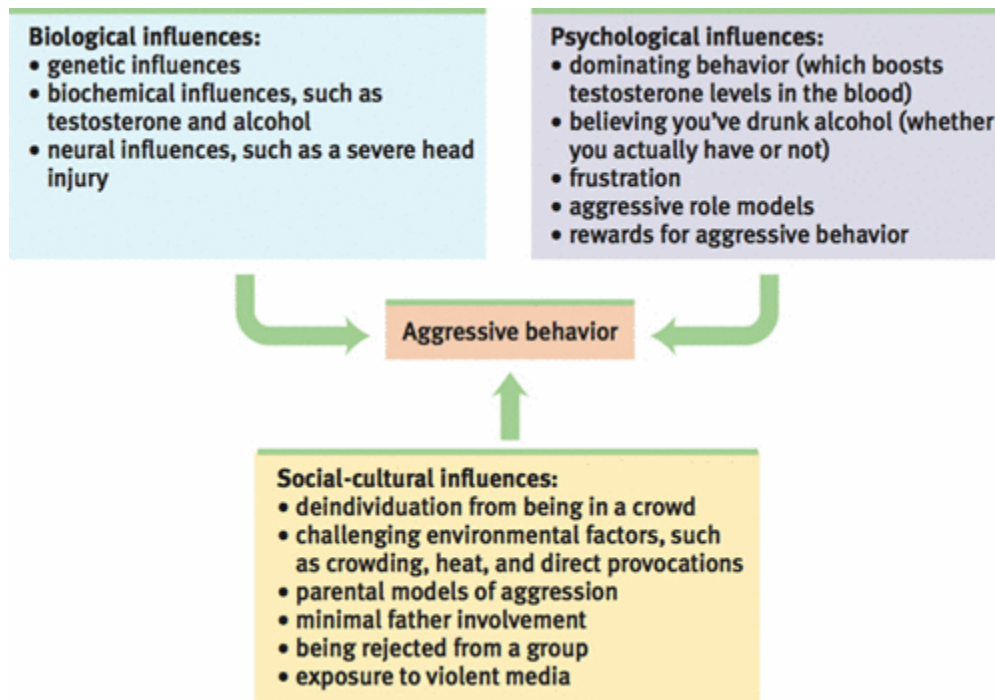 Biological influences:
• genetic influences
• biochemical influences, such as
testosterone and alcohol
• neural influences, such as a severe head
injury
Psychological influences:
• dominating behavior (which boosts
testosterone levels in the blood)
• believing you’ve drunk alcohol (whether
you actually have or not)
• frustration
• aggressive role models
• rewards for aggressive behavior
Aggressive behavior
Social-cultural influences:
• deindividuation from being in a crowd
• challenging environmental factors, such
as crowding, heat, and direct provocations
• parental models of aggression
• minimal father involvement
• being rejected from a group
• exposure to violent media